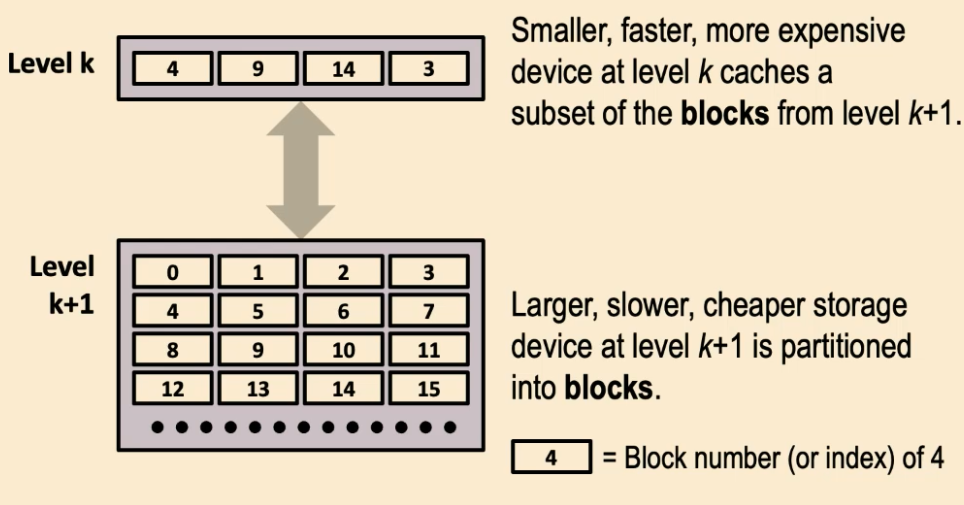 Level k
4 9 14 3
Smaller, faster, more expensive
device at level k caches a
subset of the blocks from level k+1.
Level
k+1
0 1 2 3
4 5 6 7
8 9 10 11
12 13 14 15
Larger, slower, cheaper storage
device at level k+1 is partitioned
into blocks.
4 = Block number (or index) of 4